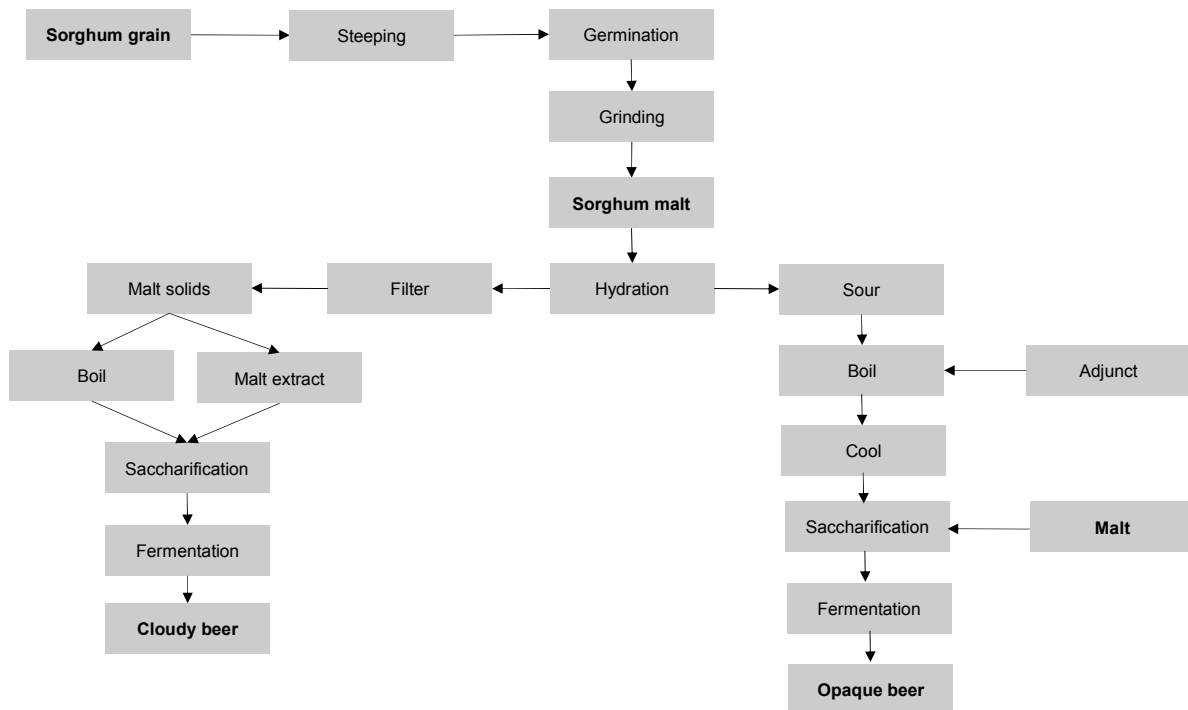 Sorghum grain
Steeping
Germination
Grinding
Sorghum malt
Malt solids
Filter
Hydration
Sour
Boil
Malt extract
Boil
Adjunct
Saccharification
Cool
Saccharification
Malt
Fermentation
Fermentation
Cloudy beer
Opaque beer